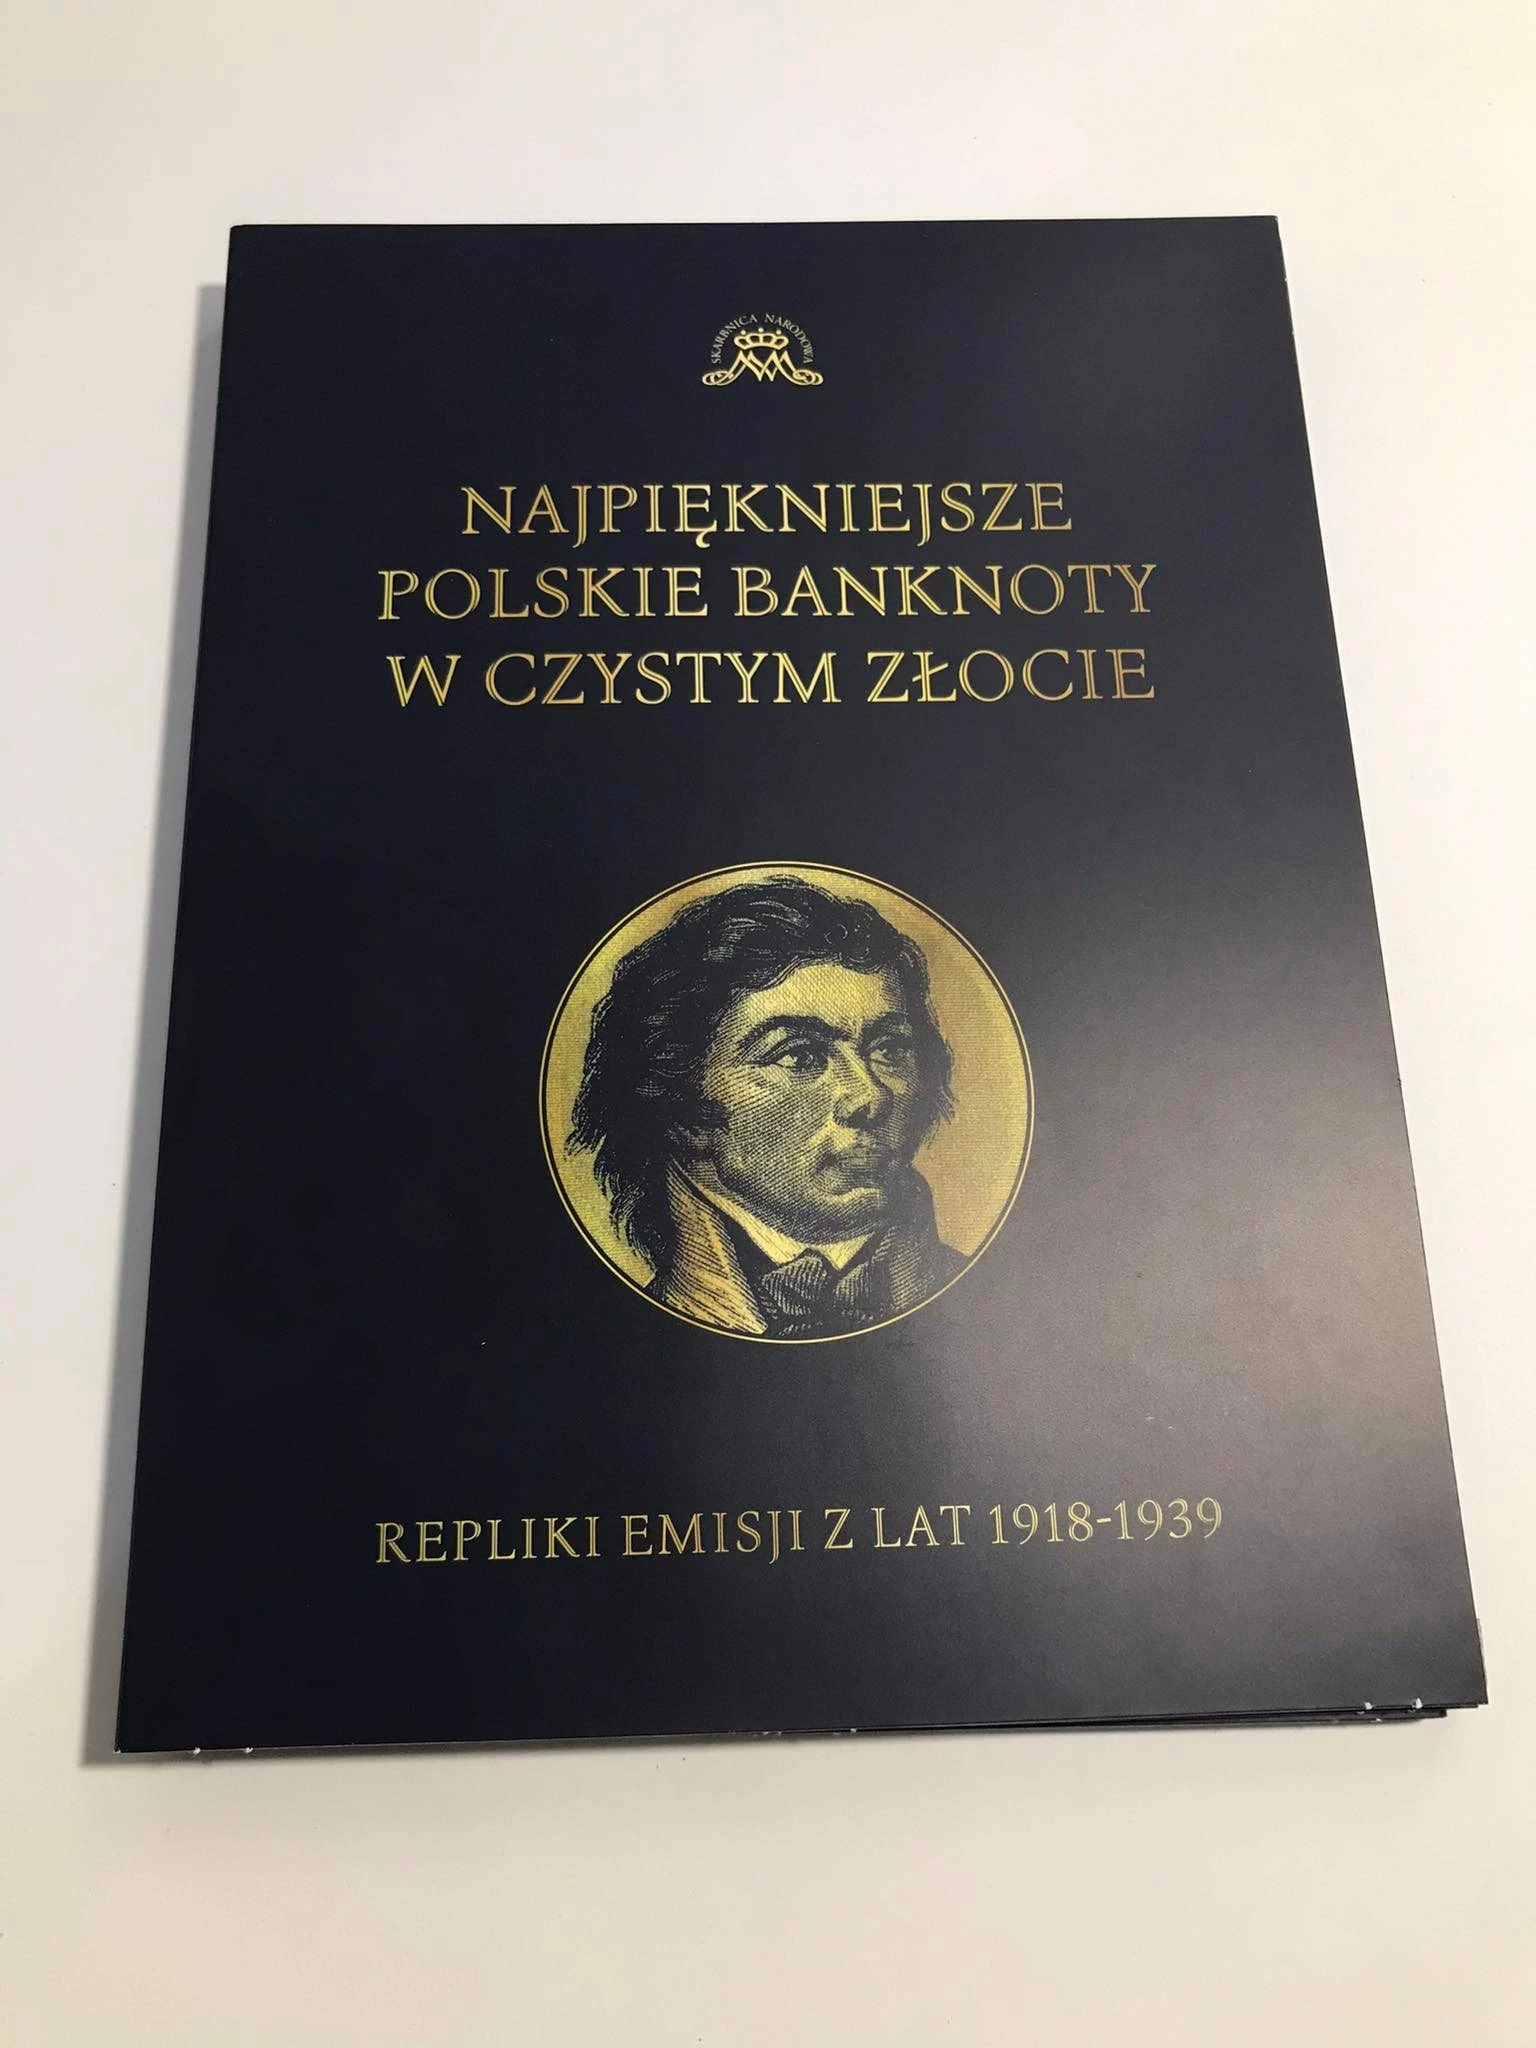 SKARBNICA NARODOWA
NAJPIĘKNIEJSZE
POLSKIE BANKNOTY
W CZYSTYM ZŁOCIE
REPLIKI EMISJI Z LAT 1918-1939